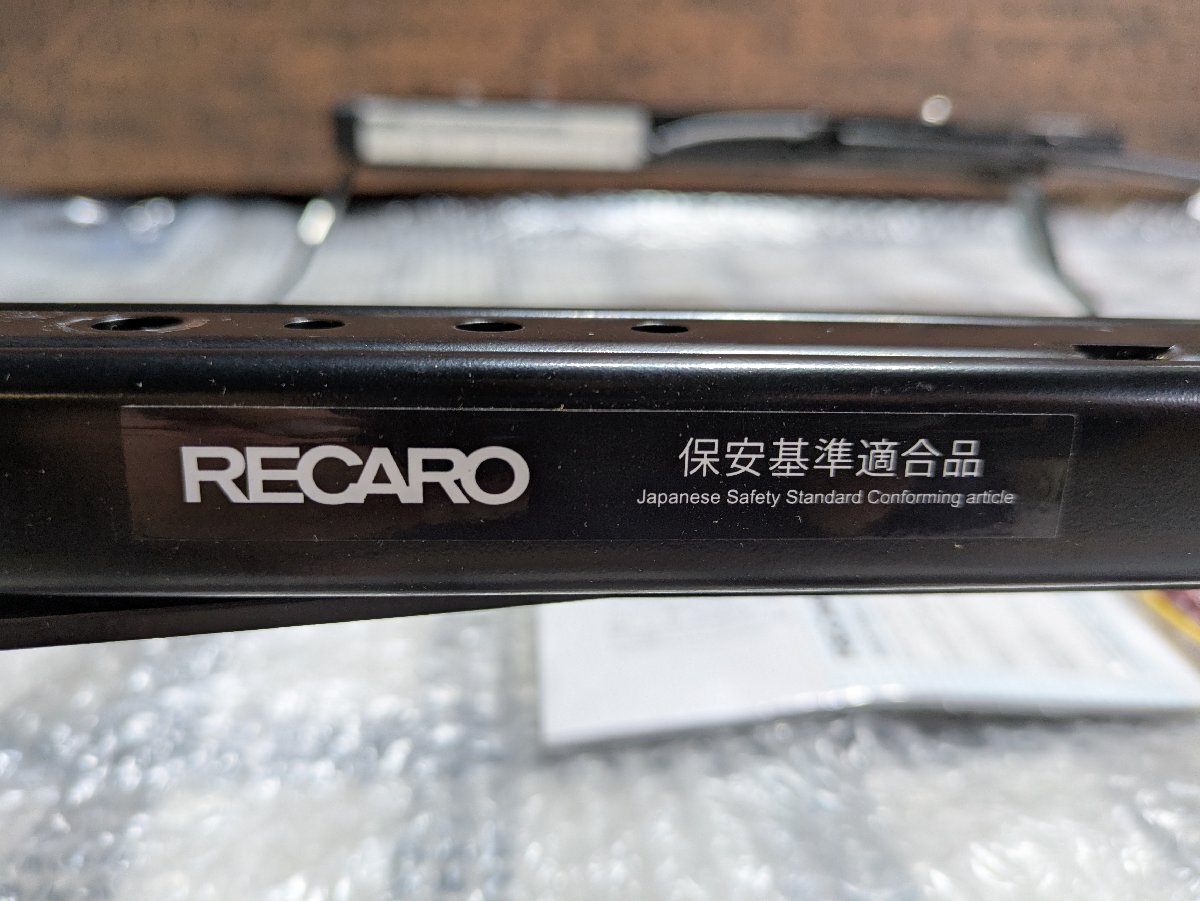 RECARO
保安基準適合品
Japanese Safety Standard Conforming article